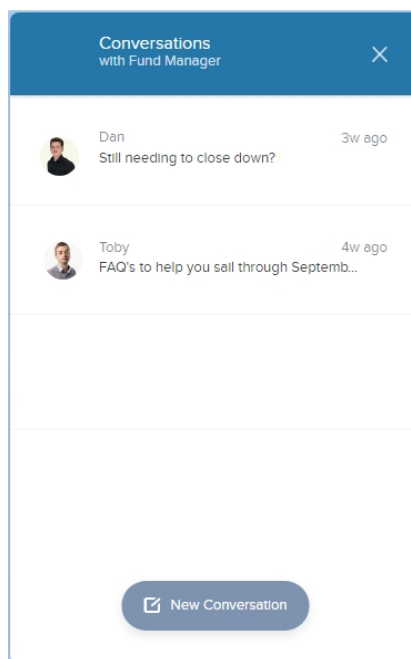 Conversations
with Fund Manager
Dan
3w ago
Still needing to close down?
Toby
4w ago
FAQ's to help you sail through Septemb...
New Conversation